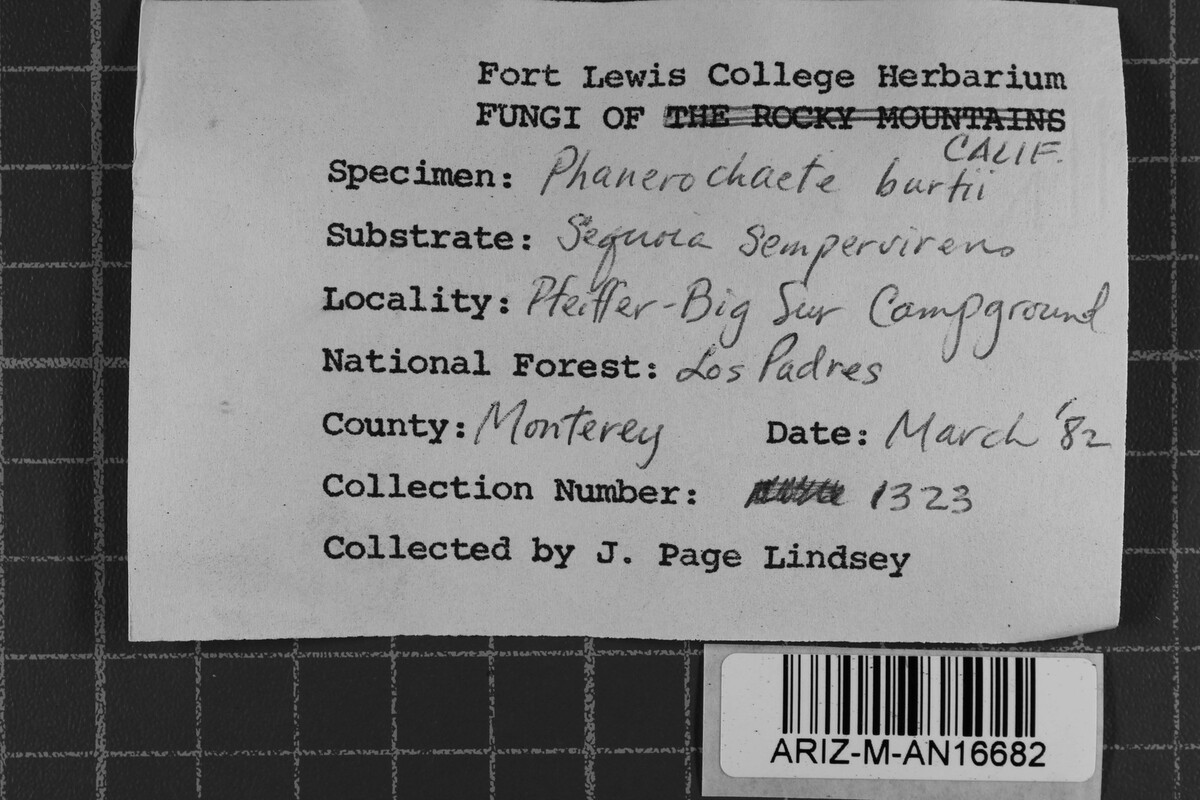 Fort Lewis College Herbarium
FUNGI OF THE ROCKY MOUNTAINS
CALIF.
Specimen: Phanerochaete burtii
Substrate: Sequoia sempervirens
Locality: Pfeiffer-Big Sur Campground
National Forest: Los Padres
County: Monterey Date: March '82
Collection Number: 1323
Collected by J. Page Lindsey
ARIZ-M-AN16682